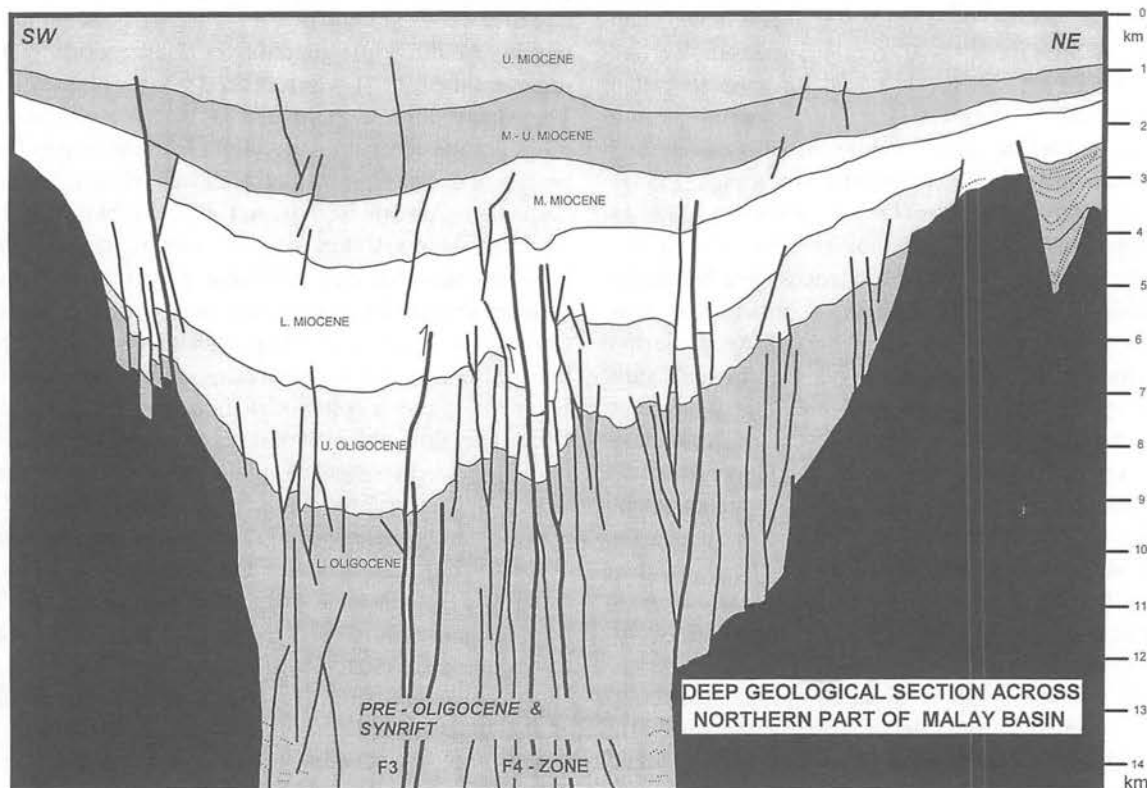 SW
NE
0
km
1
2
3
4
5
6
7
8
9
10
11
12
13
14
km
U. MIOCENE
M.- U. MIOCENE
M. MIOCENE
L. MIOCENE
U. OLIGOCENE
L. OLIGOCENE
PRE - OLIGOCENE &
SYNRIFT
F3
F4 - ZONE
DEEP GEOLOGICAL SECTION ACROSS
NORTHERN PART OF MALAY BASIN